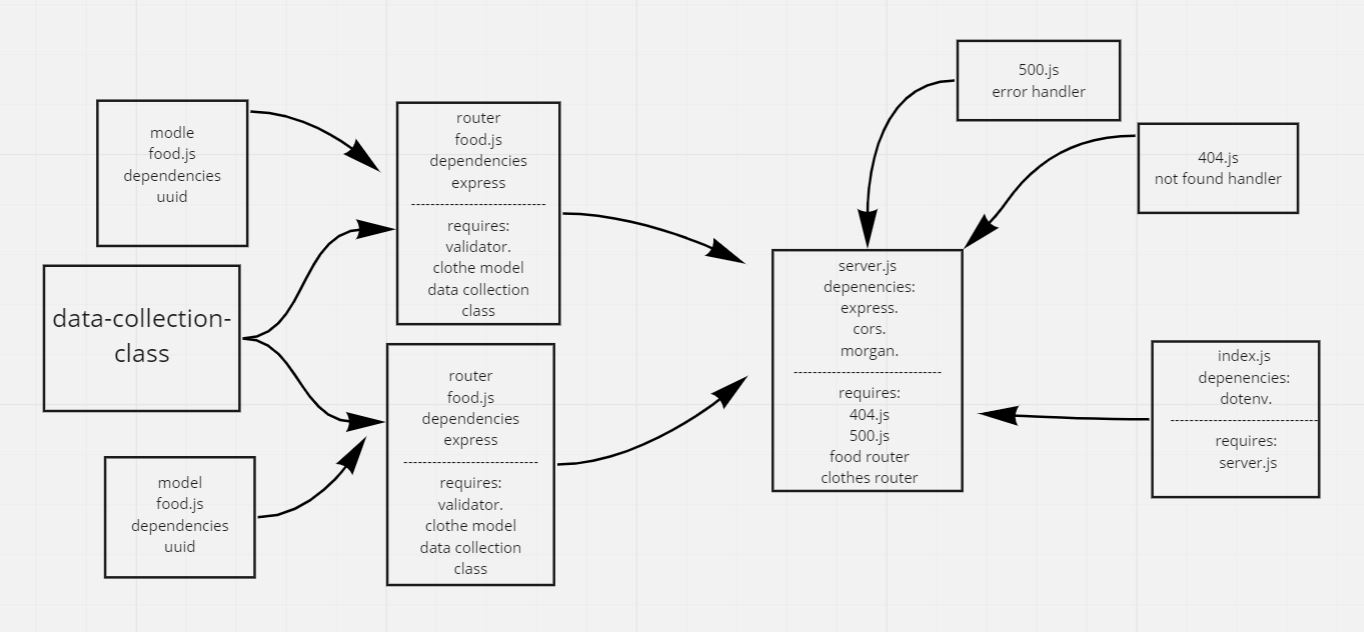 modle
food.js
dependencies
uuid
data-collection-
class
model
food.js
dependencies
uuid
router
food.js
dependencies
express
---------------------------
requires:
validator.
clothe model
data collection
class
router
food.js
dependencies
express
---------------------------
requires:
validator.
clothe model
data collection
class
500.js
error handler
404.js
not found handler
server.js
depenencies:
express.
cors.
morgan.
------------------------------
requires:
404.js
500.js
food router
clothes router
index.js
depenencies:
dotenv.
------------------------------
requires:
server.js